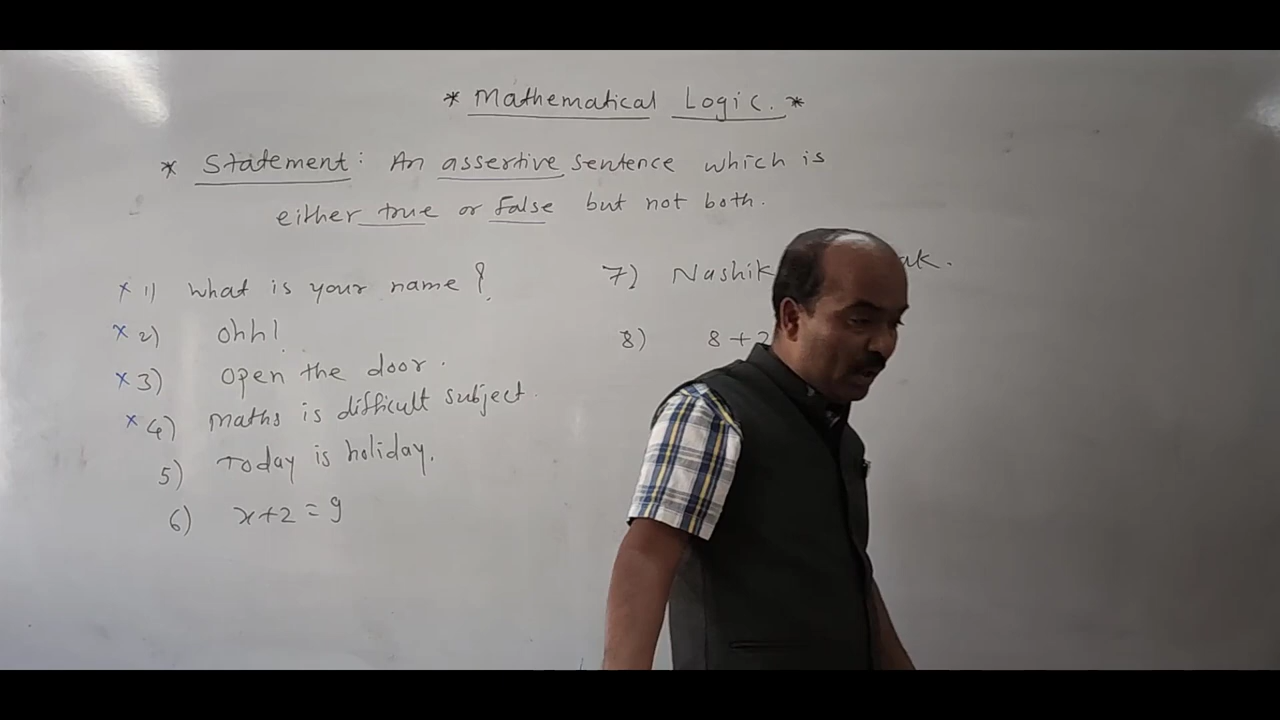 * Mathematical Logic. *
* Statement: An assertive sentence which is
either true or false but not both.
x 1) What is your name?
x 2) Ohh!
x 3) Open the door.
x 4) Maths is difficult subject.
5) Today is holiday.
6) x+2 = 9
7) Nashik
8) 8+2